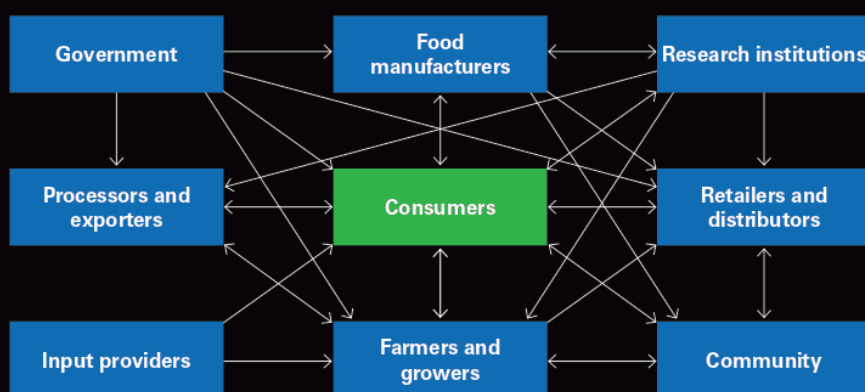 Government
Food
manufacturers
Research institutions
Processors and
exporters
Consumers
Retailers and
distributors
Input providers
Farmers and
growers
Community